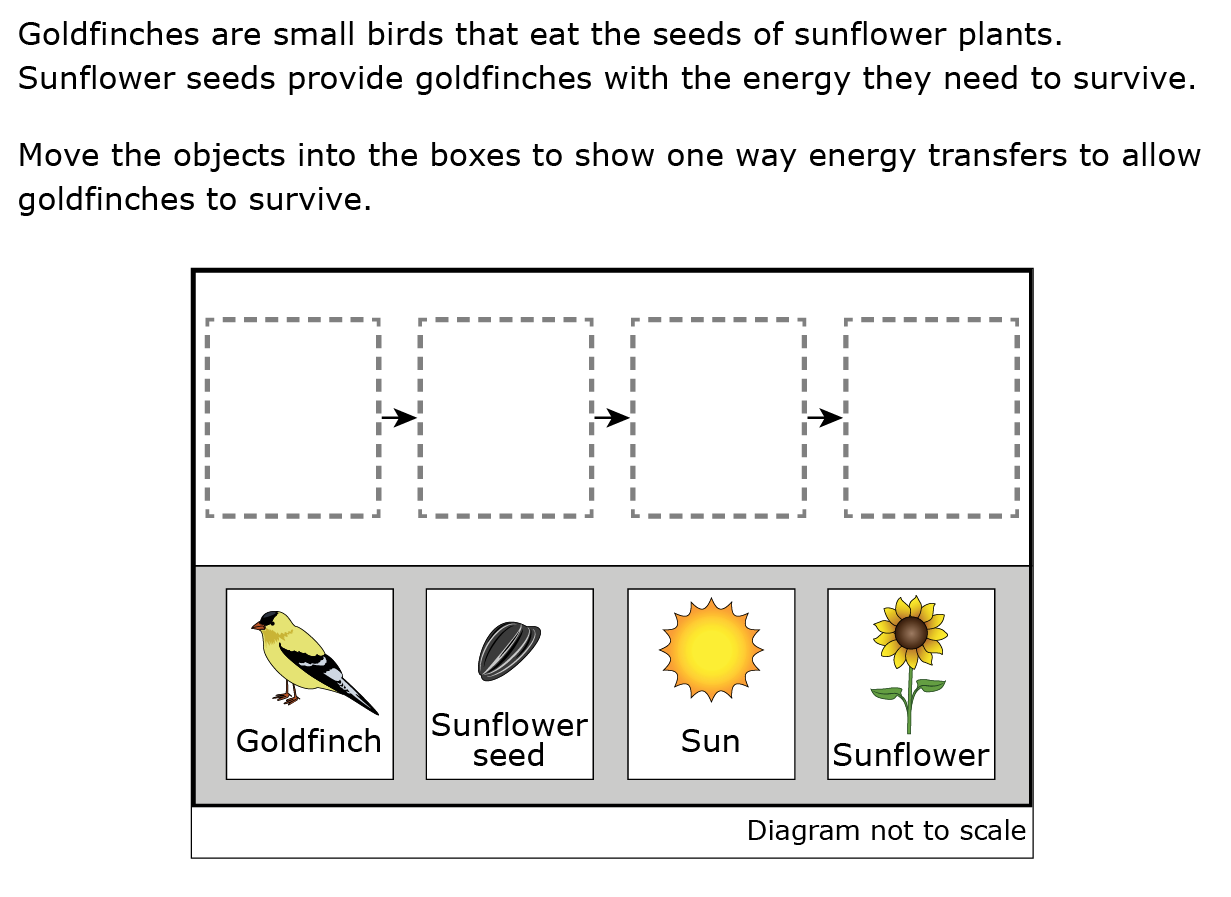 Goldfinches are small birds that eat the seeds of sunflower plants.
Sunflower seeds provide goldfinches with the energy they need to survive.
Move the objects into the boxes to show one way energy transfers to allow
goldfinches to survive.
Goldfinch
Sunflower
seed
Sun
Sunflower
Diagram not to scale